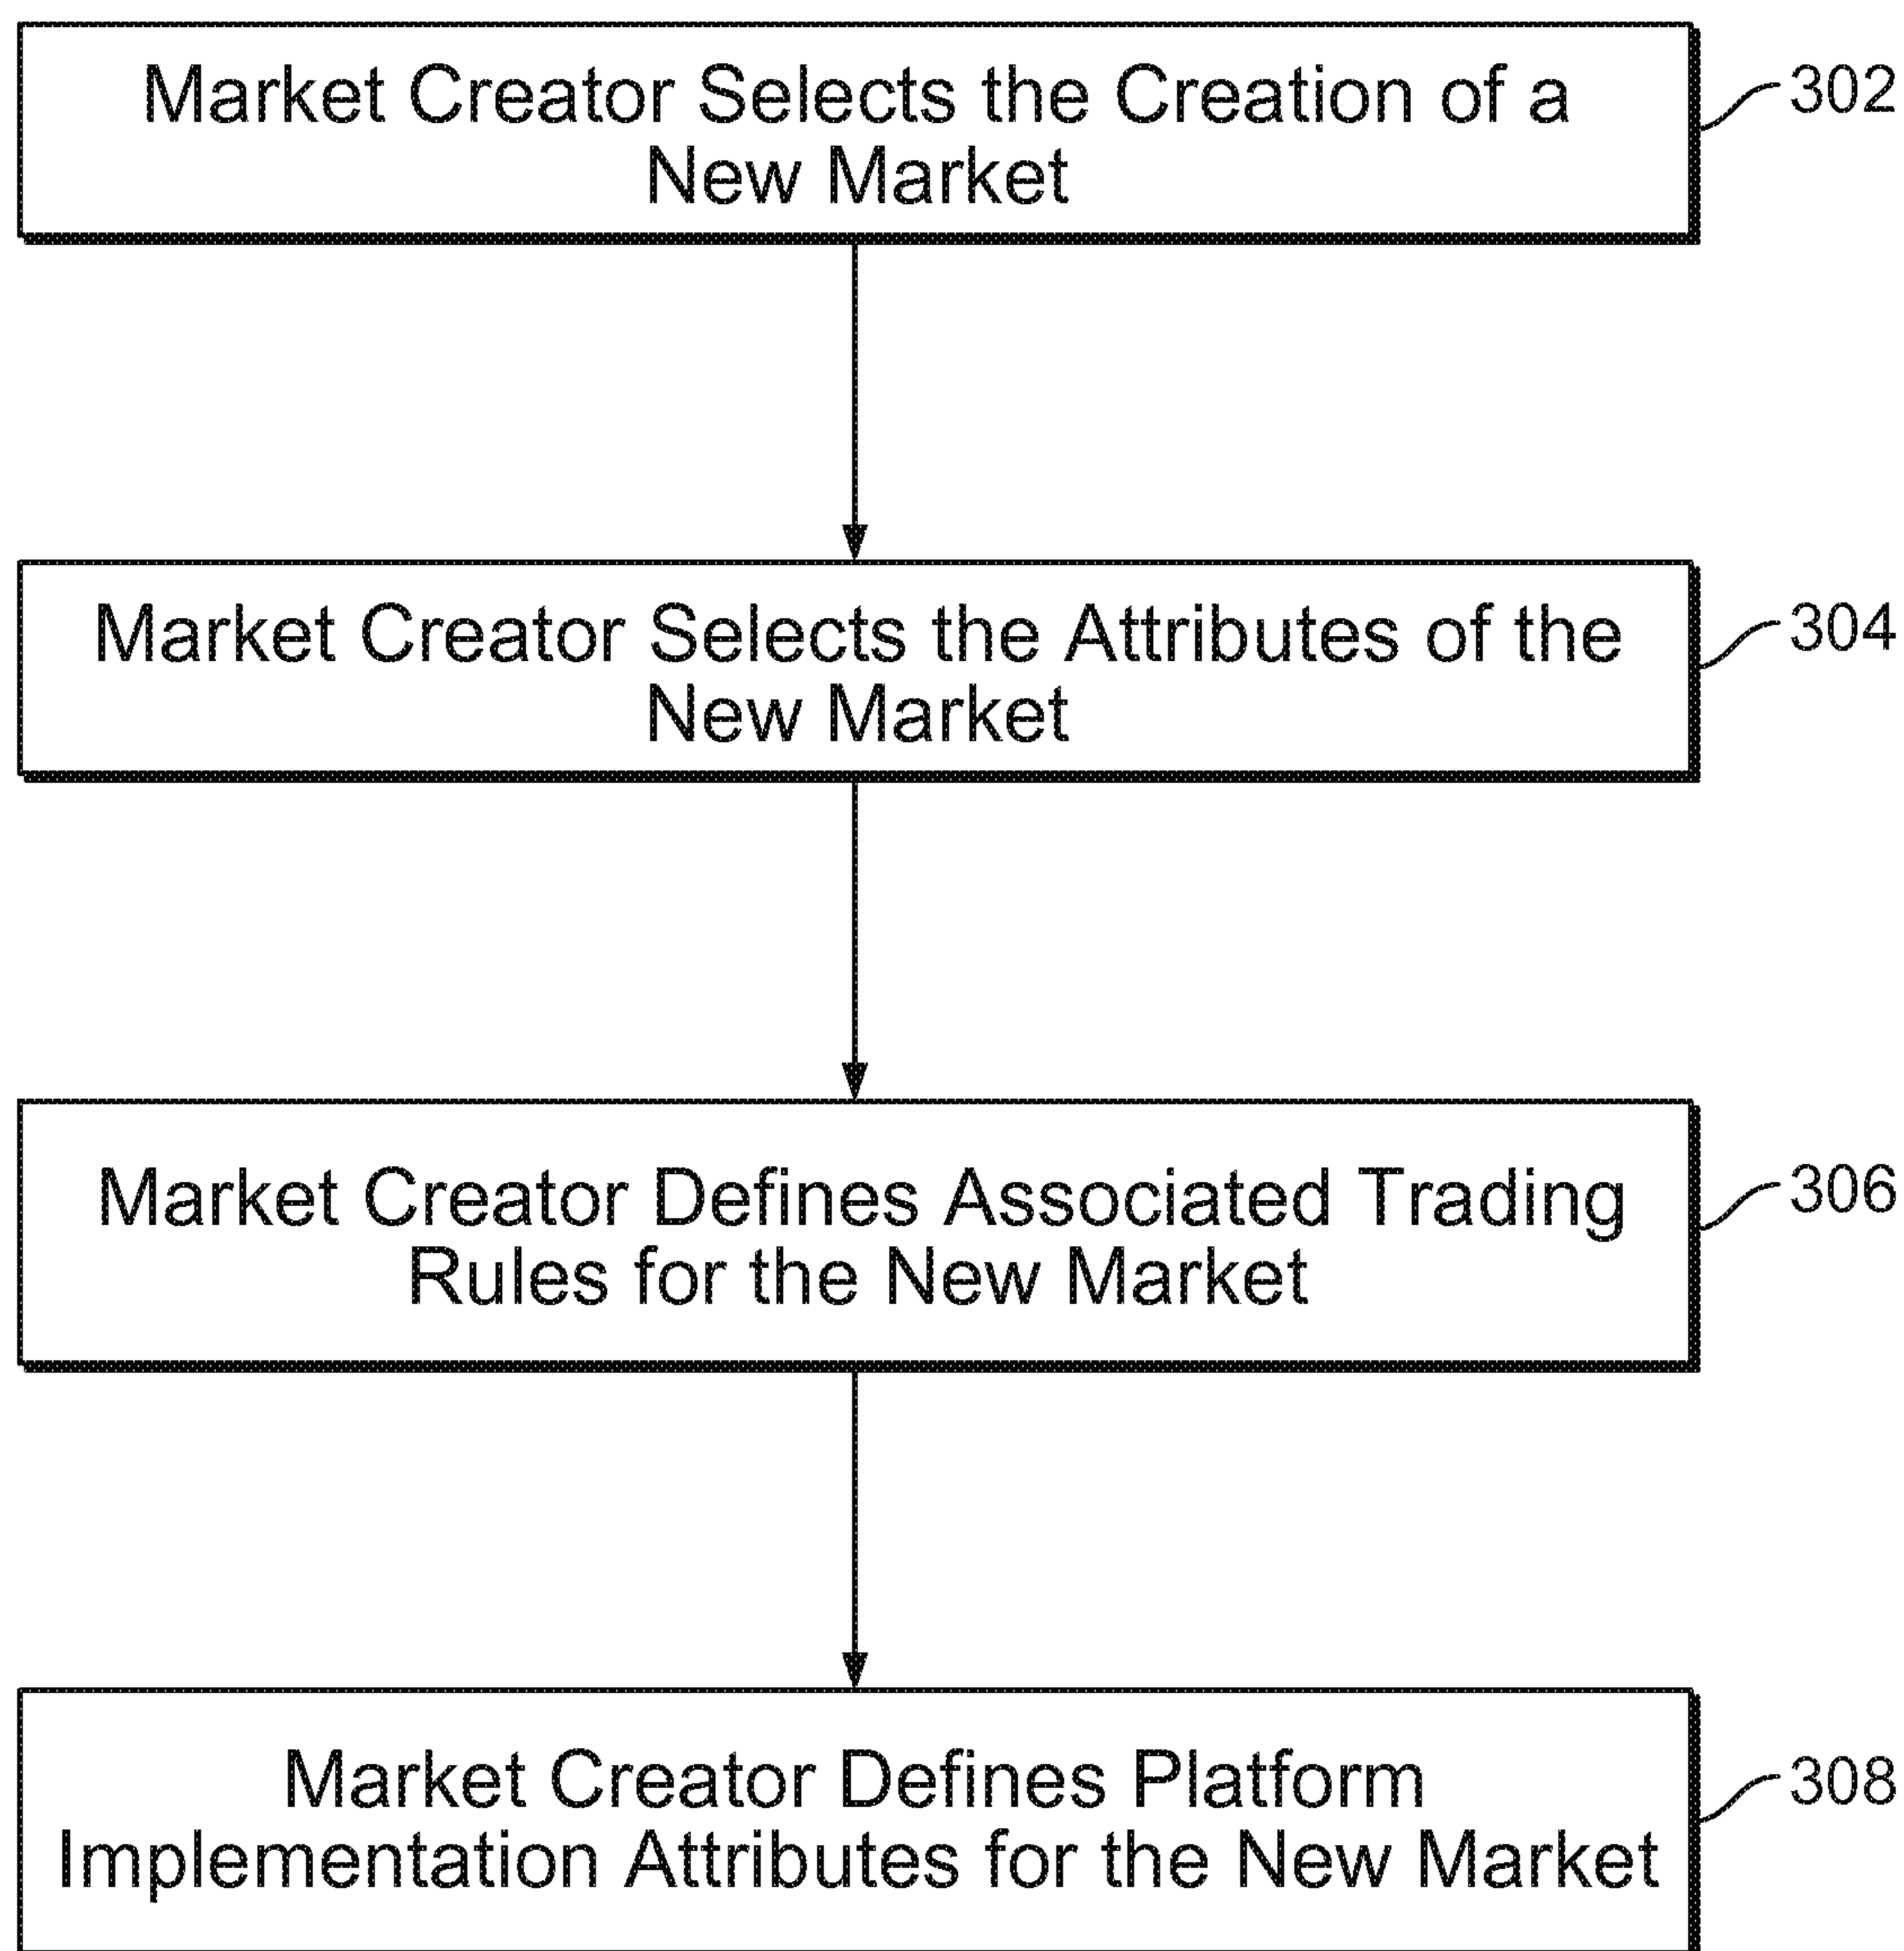 Market Creator Selects the Creation of a
New Market
302
Market Creator Selects the Attributes of the
New Market
304
Market Creator Defines Associated Trading
Rules for the New Market
306
Market Creator Defines Platform
Implementation Attributes for the New Market
308